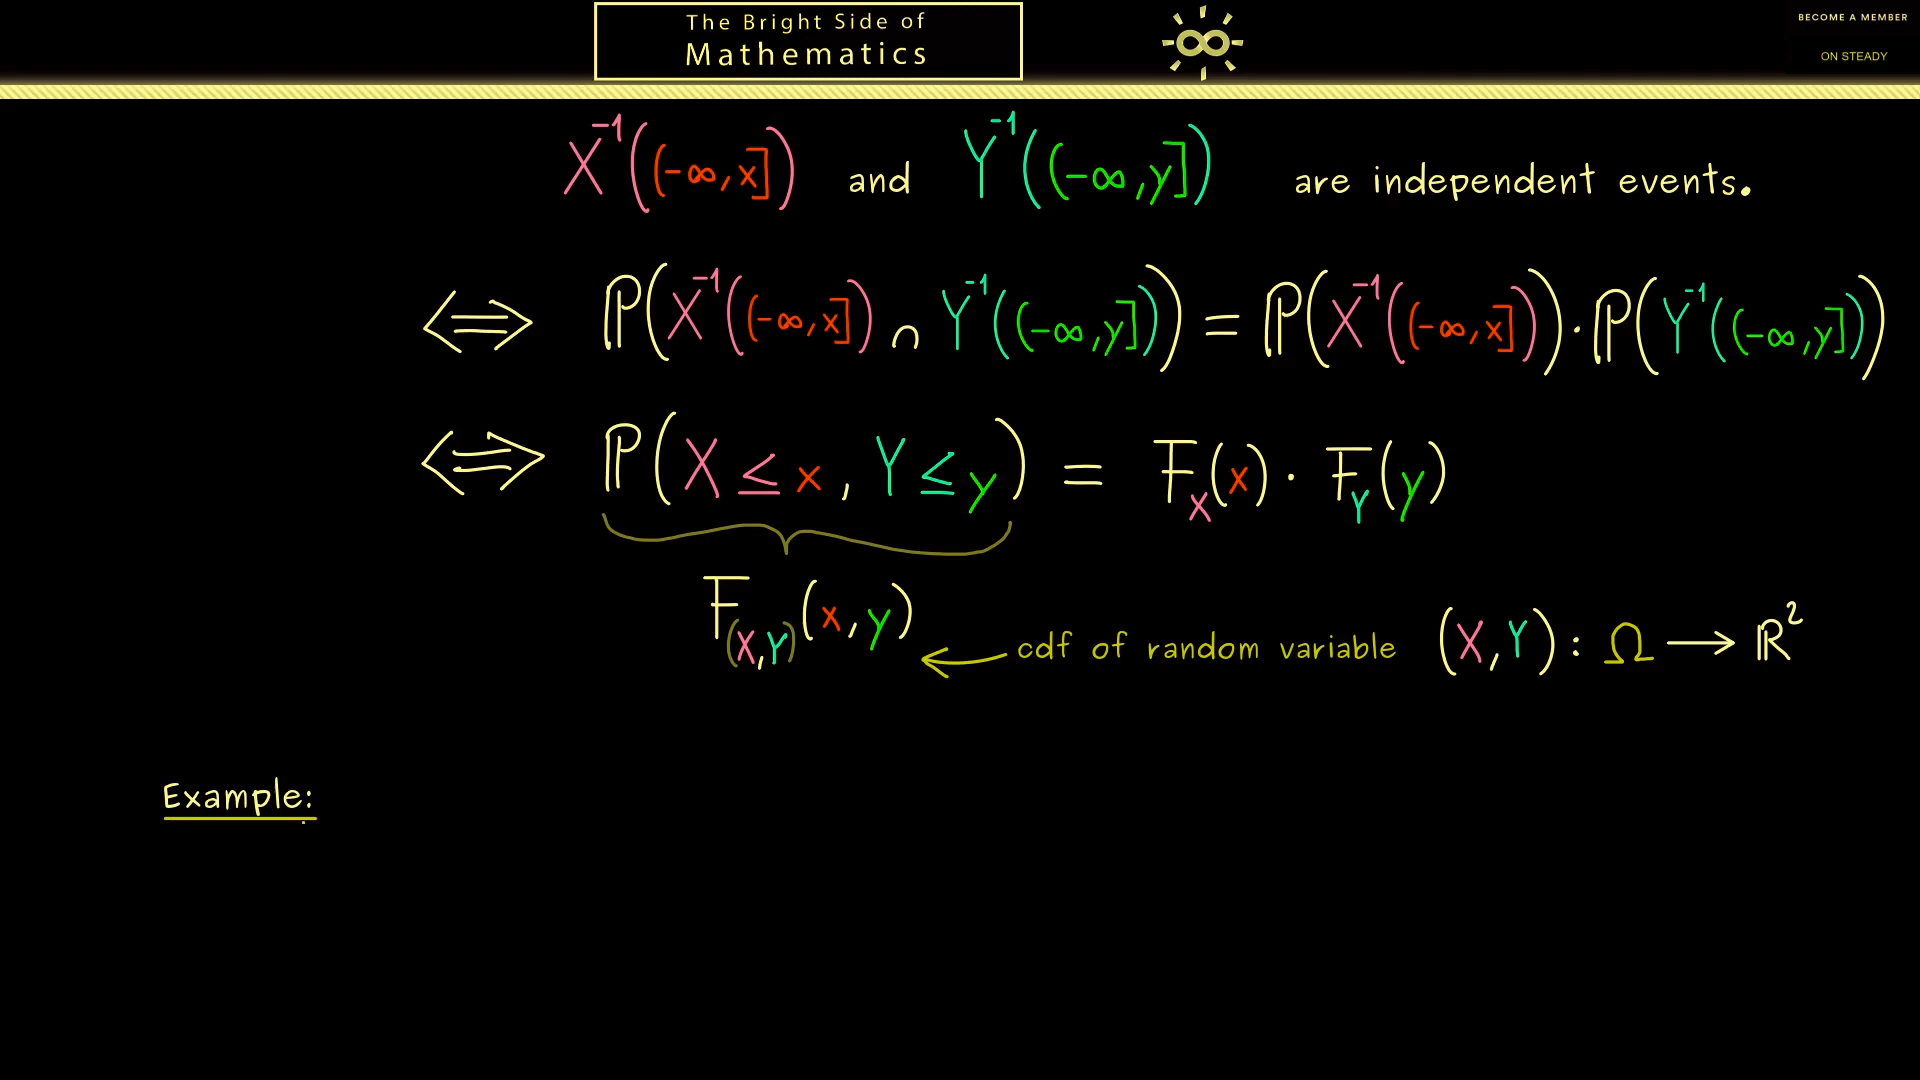 The Bright Side of
Mathematics
BECOME A MEMBER
ON STEADY
X⁻¹((-∞,x]) and Y⁻¹((-∞,y]) are independent events.
⟺ ℙ(X⁻¹((-∞,x]) ∩ Y⁻¹((-∞,y])) = ℙ(X⁻¹((-∞,x])) · ℙ(Y⁻¹((-∞,y]))
⟺ ℙ(X ≤ x, Y ≤ y) = F_X(x) · F_Y(y)
F_(X,Y)(x,y)
cdf of random variable (X,Y): Ω → ℝ²
Example: